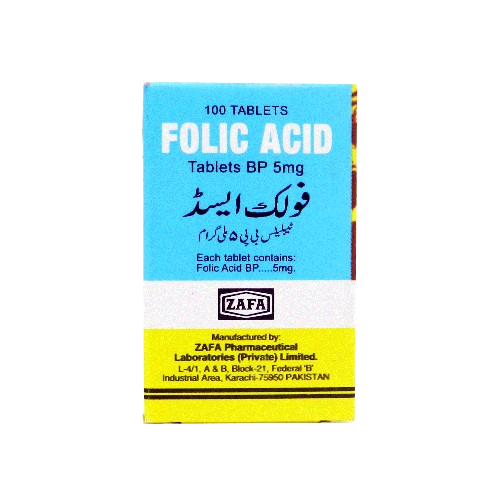 100 TABLETS
FOLIC ACID
Tablets BP 5mg
فولک ایسڈ
ٹیبلیٹس بی پی ۵ ملی گرام
Each tablet contains:
Folic Acid BP.....5mg.
ZAFA
Manufactured by:
ZAFA Pharmaceutical
Laboratories (Private) Limited.
L-4/1, A & B, Block-21, Federal 'B'
Industrial Area, Karachi-75950 PAKISTAN